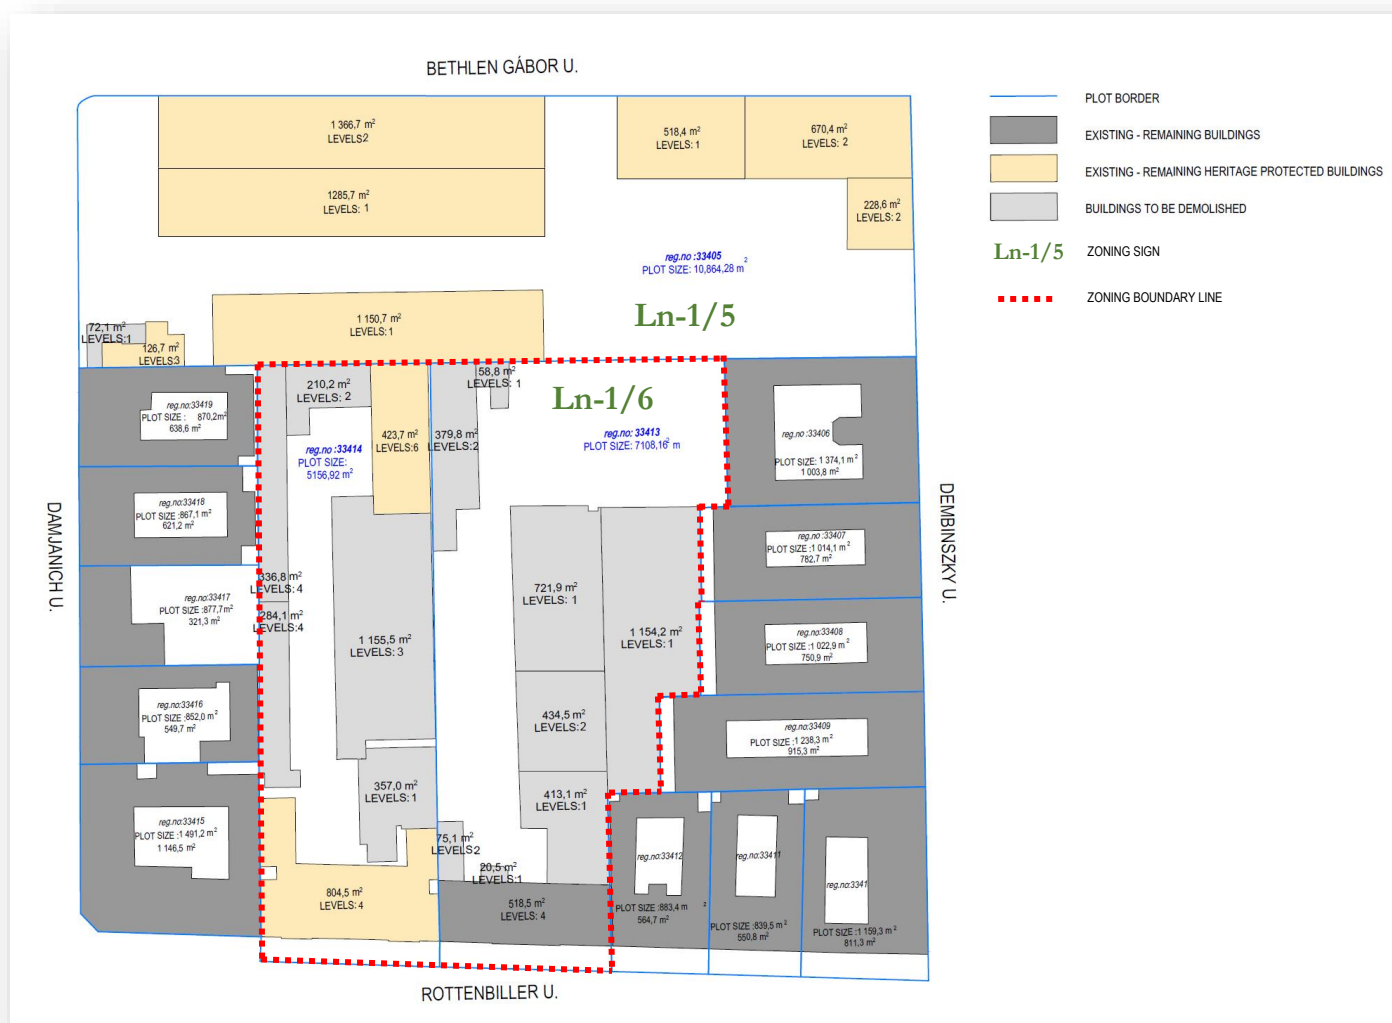 BETHLEN GÁBOR U.
PLOT BORDER
EXISTING - REMAINING BUILDINGS
EXISTING - REMAINING HERITAGE PROTECTED BUILDINGS
BUILDINGS TO BE DEMOLISHED
Ln-1/5 ZONING SIGN
ZONING BOUNDARY LINE
1 366,7 m²
LEVELS:2
518,4 m²
LEVELS: 1
670,4 m²
LEVELS: 2
1285,7 m²
LEVELS: 1
228,6 m²
LEVELS: 2
reg.no :33405
PLOT SIZE: 10,864,28 m²
Ln-1/5
1 150,7 m²
LEVELS:1
72,1 m²
LEVELS:1
126,7 m²
LEVELS:3
210,2 m²
LEVELS: 2
58,8 m²
LEVELS: 1
Ln-1/6
423,7 m²
LEVELS:6
379,8 m²
LEVELS:2
reg.no: 33413
PLOT SIZE: 7108,16² m
reg.no :33414
PLOT SIZE:
5156,92 m²
reg.no:33419
PLOT SIZE : 870,2m²
638,6 m²
reg.no :33406
PLOT SIZE: 1 374,1 m²
1 003,8 m²
reg.no:33418
PLOT SIZE :867,1 m²
621,2 m²
reg.no :33407
PLOT SIZE :1 014,1 m²
782,7 m²
DAMJANICH U.
DEMBINSZKY U.
336,8 m²
LEVELS: 4
284,1 m²
LEVELS:4
reg.no:33417
PLOT SIZE :877,7m²
321,3 m²
721,9 m²
LEVELS: 1
1 155,5 m²
LEVELS: 3
1 154,2 m²
LEVELS: 1
reg.no:33408
PLOT SIZE :1 022,9 m²
750,9 m²
reg.no:33416
PLOT SIZE :852,0 m²
549,7 m²
434,5 m²
LEVELS:2
reg.no:33409
PLOT SIZE :1 238,3 m²
915,3 m²
357,0 m²
LEVELS: 1
413,1 m²
LEVELS:1
reg.no:33415
PLOT SIZE :1 491,2 m²
1 146,5 m²
75,1 m²
LEVELS:2
20,5 m²
LEVELS:1
reg.no:33412
reg.no:33411
reg.no:3341
804,5 m²
LEVELS: 4
518,5 m²
LEVELS: 4
PLOT SIZE :883,4 m²
564,7 m²
PLOT SIZE :839,5 m²
550,8 m²
PLOT SIZE :1 159,3 m²
811,3 m²
ROTTENBILLER U.